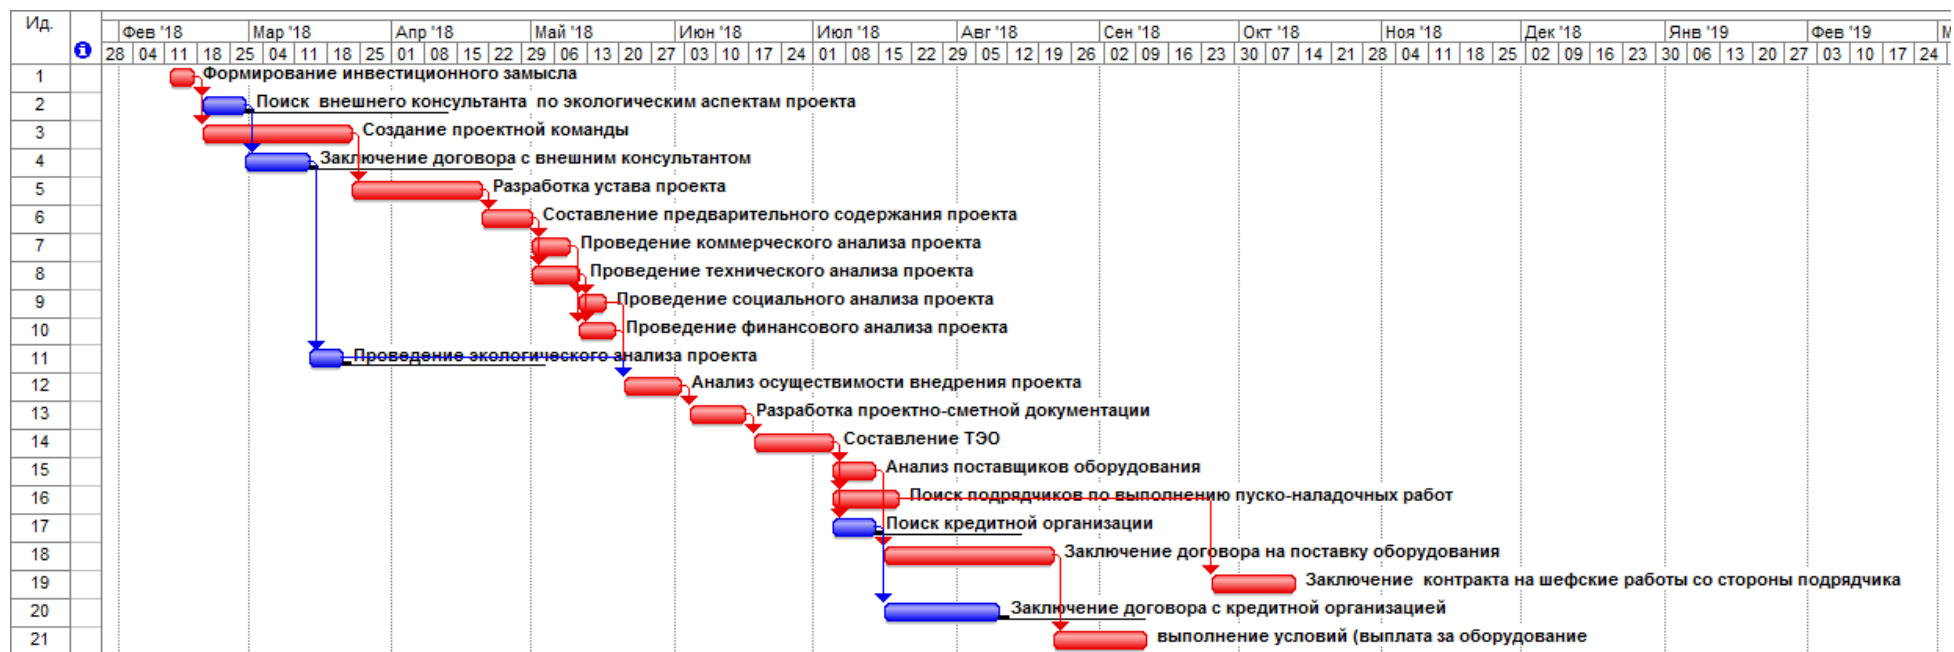 Ид.
Фев '18 Мар '18 Апр '18 Май '18 Июн '18 Июл '18 Авг '18 Сен '18 Окт '18 Ноя '18 Дек '18 Янв '19 Фев '19 М
28 04 11 18 25 04 11 18 25 01 08 15 22 29 06 13 20 27 03 10 17 24 01 08 15 22 29 05 12 19 26 02 09 16 23 30 07 14 21 28 04 11 18 25 02 09 16 23 30 06 13 20 27 03 10 17 24
1 Формирование инвестиционного замысла
2 Поиск внешнего консультанта по экологическим аспектам проекта
3 Создание проектной команды
4 Заключение договора с внешним консультантом
5 Разработка устава проекта
6 Составление предварительного содержания проекта
7 Проведение коммерческого анализа проекта
8 Проведение технического анализа проекта
9 Проведение социального анализа проекта
10 Проведение финансового анализа проекта
11 Проведение экологического анализа проекта
12 Анализ осуществимости внедрения проекта
13 Разработка проектно-сметной документации
14 Составление ТЭО
15 Анализ поставщиков оборудования
16 Поиск подрядчиков по выполнению пуско-наладочных работ
17 Поиск кредитной организации
18 Заключение договора на поставку оборудования
19 Заключение контракта на шефские работы со стороны подрядчика
20 Заключение договора с кредитной организацией
21 выполнение условий (выплата за оборудование